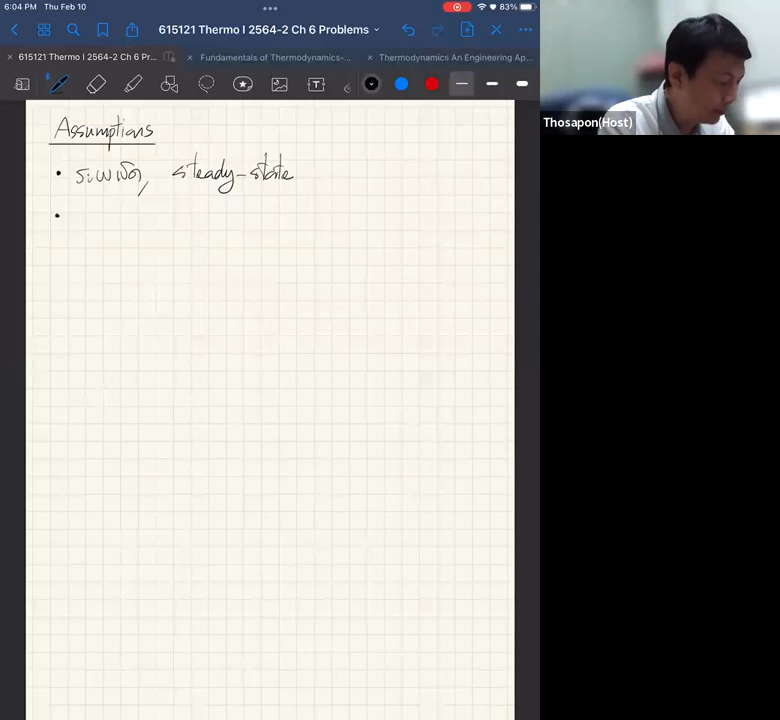 6:04 PM Thu Feb 10
83%
615121 Thermo I 2564-2 Ch 6 Problems
615121 Thermo I 2564-2 Ch 6 Pr...
Fundamentals of Thermodynamics-...
Thermodynamics An Engineering Ap...
Thosapon(Host)
Assumptions
• ระบบเปิด, steady-state
•